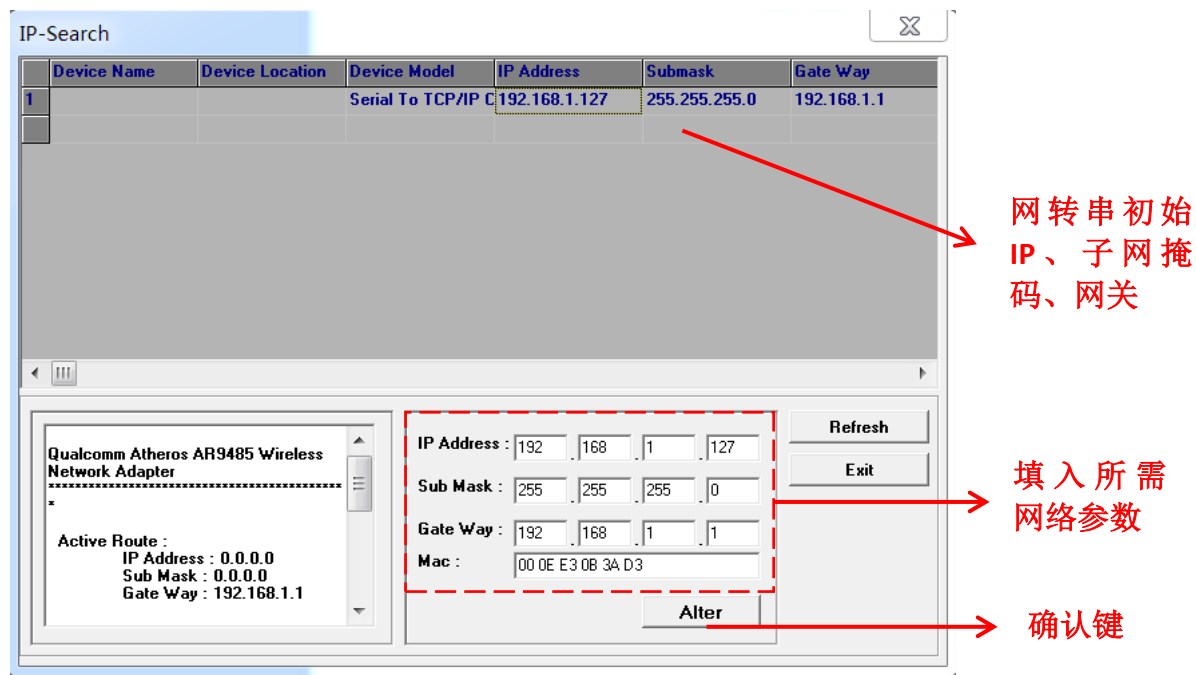 IP-Search
Device Name Device Location Device Model IP Address Submask Gate Way
1 Serial To TCP/IP C 192.168.1.127 255.255.255.0 192.168.1.1
网转串初始
IP、子网掩
码、网关
Qualcomm Atheros AR9485 Wireless
Network Adapter
*******************************************
*
Active Route :
IP Address : 0.0.0.0
Sub Mask : 0.0.0.0
Gate Way : 192.168.1.1
IP Address : 192 . 168 . 1 . 127
Sub Mask : 255 . 255 . 255 . 0
Gate Way : 192 . 168 . 1 . 1
Mac : 00 0E E3 0B 3A D3
Alter
Refresh
Exit
填入所需
网络参数
确认键